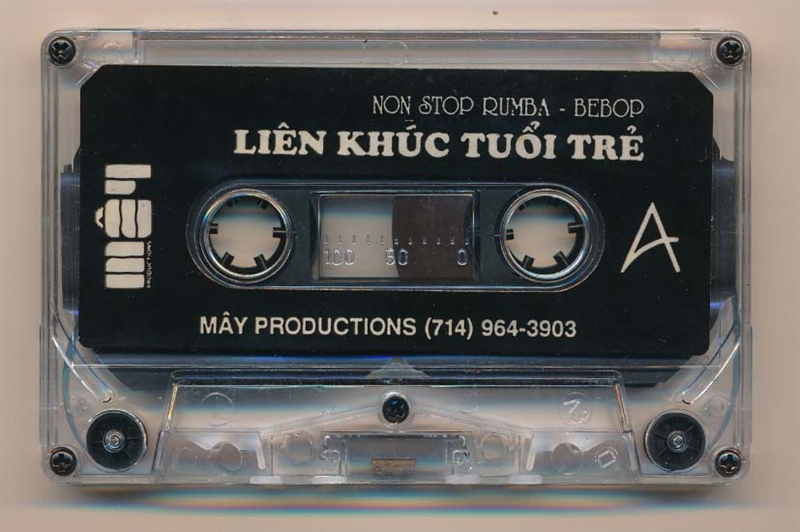 NON STOP RUMBA - BEBOP
LIÊN KHÚC TUỔI TRẺ
mây
A
100 50 0
MÂY PRODUCTIONS (714) 964-3903